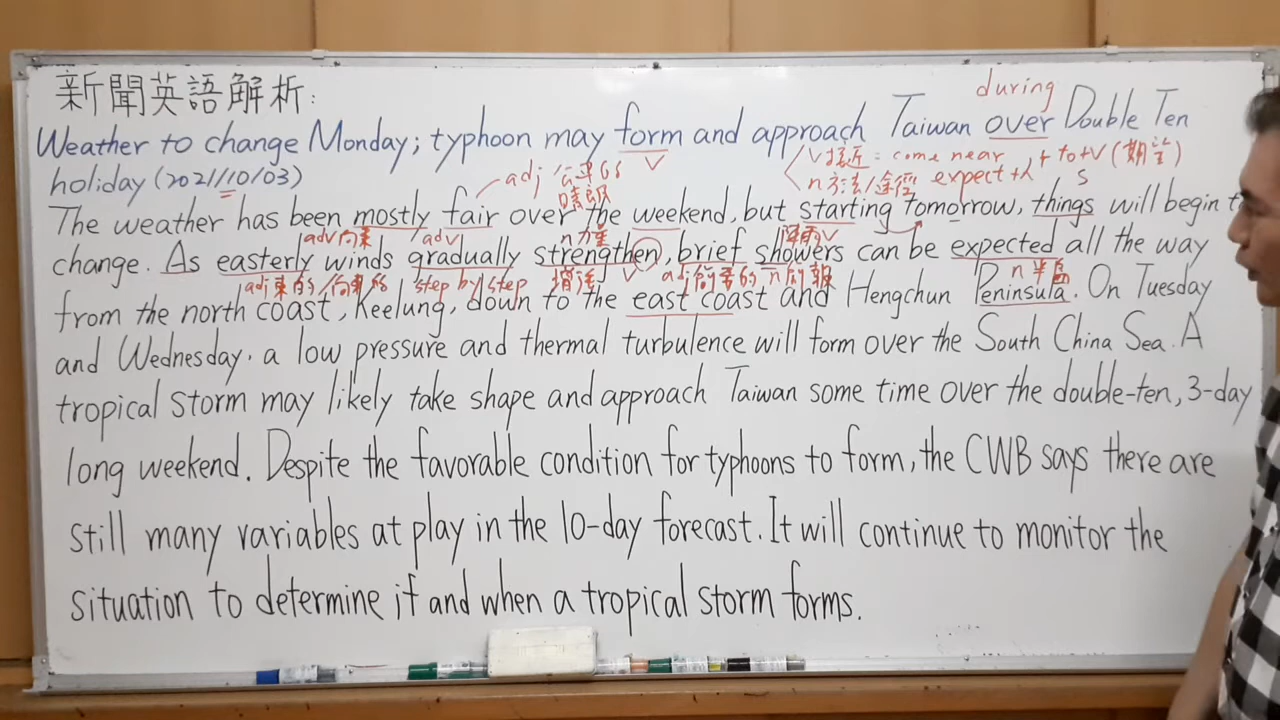 新聞英語解析:
during
Weather to change Monday; typhoon may form and approach Taiwan over Double Ten
holiday (2021/10/03)
adj
v
v 接近: come near
n 方法/途徑 expect + 人 + to + V (期望)
晴朗
S
The weather has been mostly fair over the weekend, but starting tomorrow, things will begin t
adv 向東 adv n 力量 降雨 v
change. As easterly winds gradually strengthen, brief showers can be expected all the way
adj 東的/向東的 step by step 增強 v adj 簡要的 n 簡報 n 半島
from the north coast, Keelung, down to the east coast and Hengchun Peninsula. On Tuesday
and Wednesday, a low pressure and thermal turbulence will form over the South China Sea. A
tropical storm may likely take shape and approach Taiwan some time over the double-ten, 3-day
long weekend. Despite the favorable condition for typhoons to form, the CWB says there are
still many variables at play in the 10-day forecast. It will continue to monitor the
situation to determine if and when a tropical storm forms.